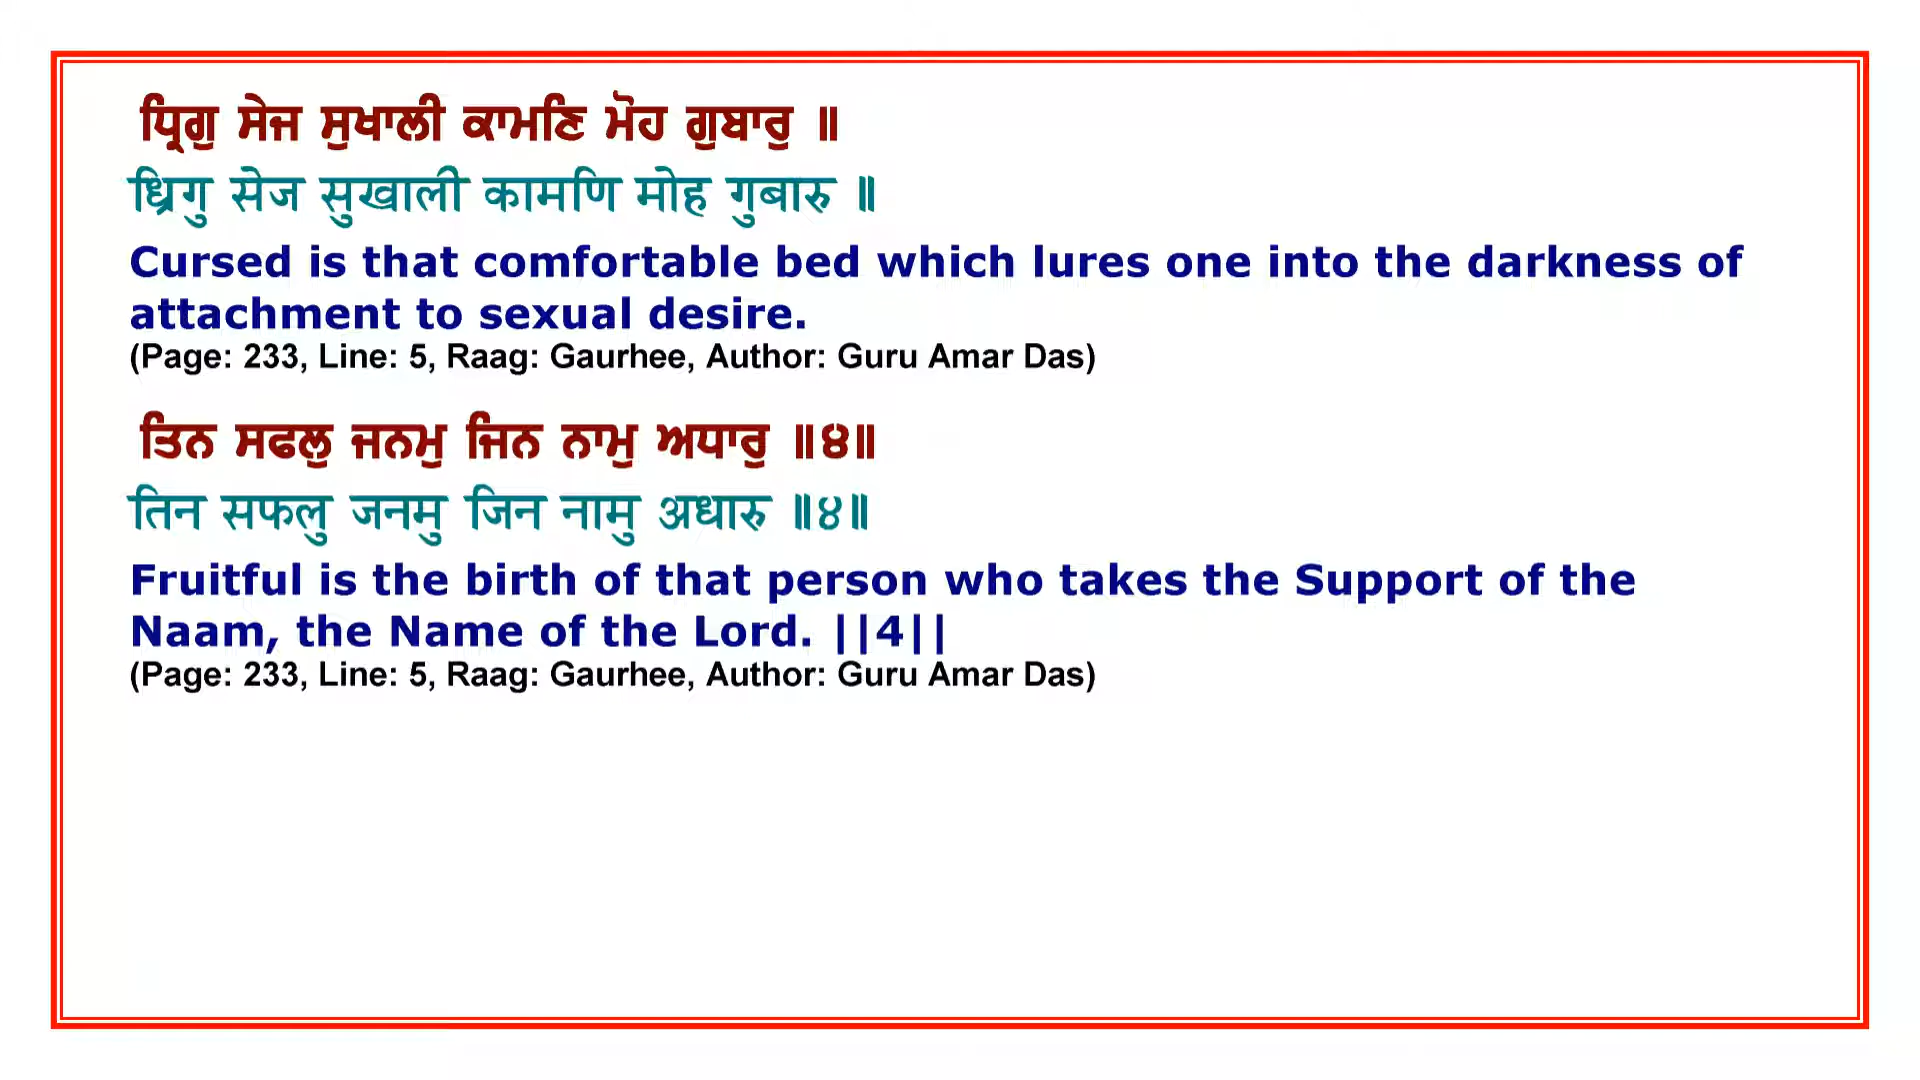 ਧ੍ਰਿਗੁ ਸੇਜ ਸੁਖਾਲੀ ਕਾਮਣਿ ਮੋਹ ਗੁਬਾਰੁ ॥
ध्रिगु सेज सुखाली कामणि मोह गुबारु ॥
Cursed is that comfortable bed which lures one into the darkness of
attachment to sexual desire.
(Page: 233, Line: 5, Raag: Gaurhee, Author: Guru Amar Das)
ਤਿਨ ਸਫਲੁ ਜਨਮੁ ਜਿਨ ਨਾਮੁ ਅਧਾਰੁ ॥੪॥
तिन सफलु जनमु जिन नामु अधारु ॥४॥
Fruitful is the birth of that person who takes the Support of the
Naam, the Name of the Lord. ||4||
(Page: 233, Line: 5, Raag: Gaurhee, Author: Guru Amar Das)